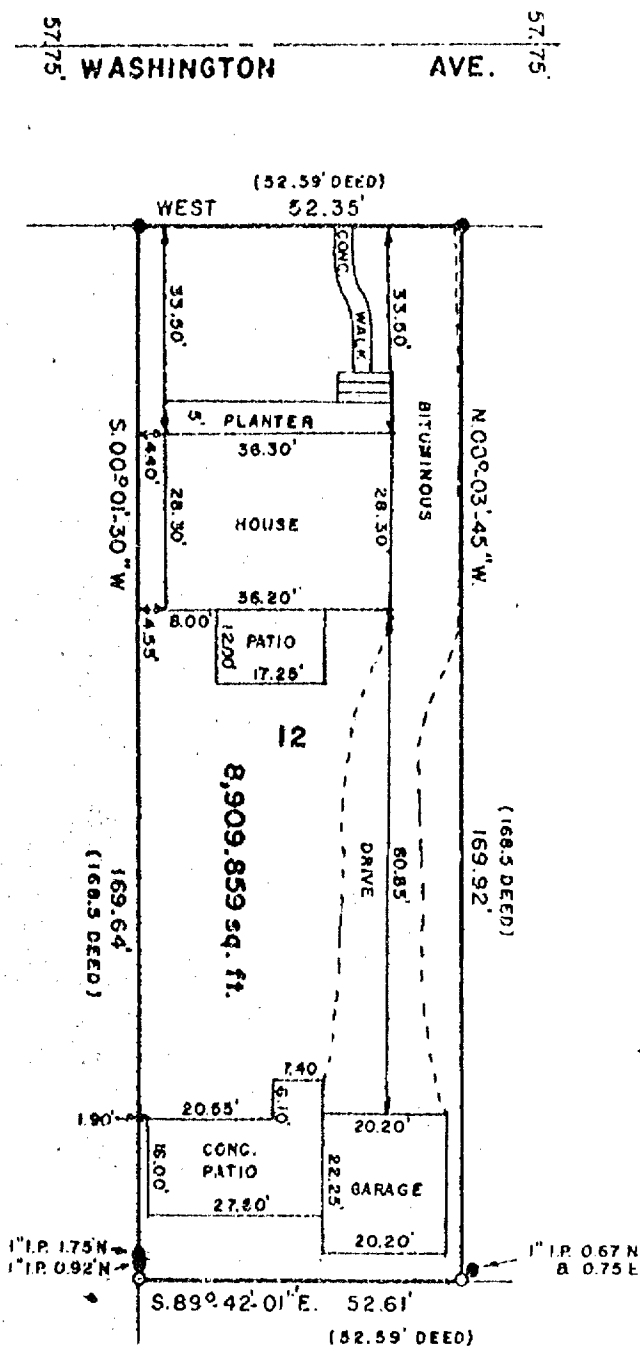 57.75'
57.75'
WASHINGTON AVE.
(52.59' DEED)
WEST 52.35'
CONC.
WALK
33.50'
33.50'
BITUMINOUS
5'
PLANTER
4.40'
36.30'
S.00°01'-30"W
28.30'
HOUSE
28.30'
N.00°-03'-45"W.
36.20'
4.55'
8.00'
12.00'
PATIO
17.25'
12
8,909.859 sq. ft.
DRIVE
80.85'
169.64'
(168.5 DEED)
169.92'
(168.5 DEED)
7.40
6.10'
1.90'
20.65'
20.20'
CONC.
PATIO
16.00'
22.25'
GARAGE
27.80'
20.20'
1" I.P. 1.75'N
1" I.P. 0.92'N
1" I.P. 0.67 N
& 0.75 E
S.89°-42'-01"E. 52.61'
(52.59' DEED)